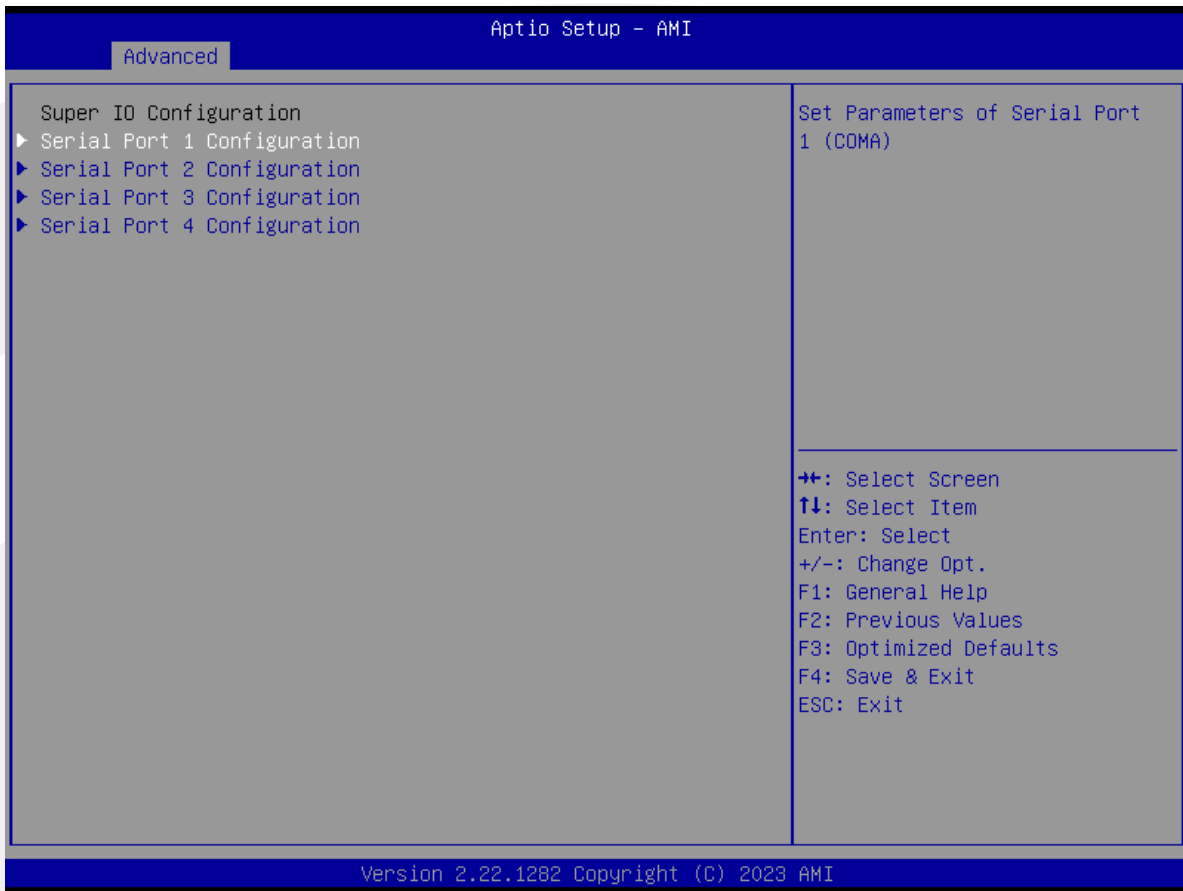 Aptio Setup – AMI
Advanced
Super IO Configuration
▶ Serial Port 1 Configuration
▶ Serial Port 2 Configuration
▶ Serial Port 3 Configuration
▶ Serial Port 4 Configuration
Set Parameters of Serial Port
1 (COMA)
→←: Select Screen
↑↓: Select Item
Enter: Select
+/-: Change Opt.
F1: General Help
F2: Previous Values
F3: Optimized Defaults
F4: Save & Exit
ESC: Exit
Version 2.22.1282 Copyright (C) 2023 AMI